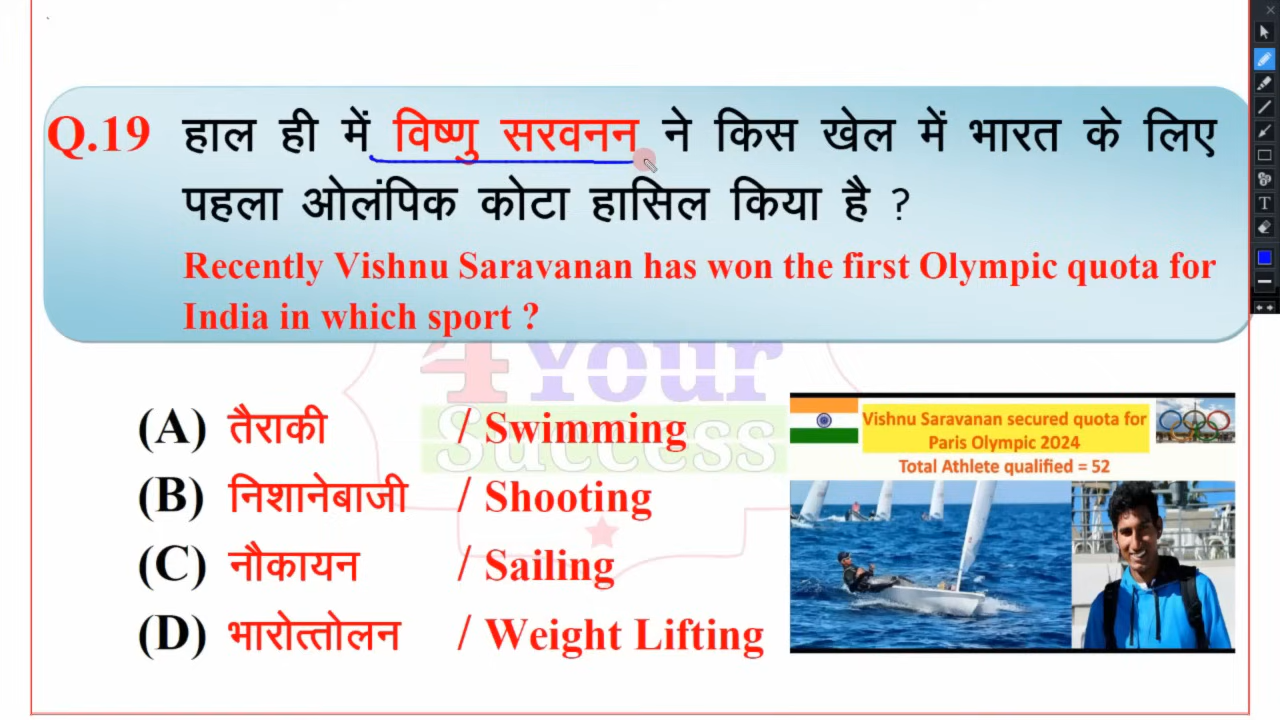 Q.19 हाल ही में विष्णु सरवनन ने किस खेल में भारत के लिए
पहला ओलंपिक कोटा हासिल किया है ?
Recently Vishnu Saravanan has won the first Olympic quota for
India in which sport ?
4Your
Success
(A) तैराकी / Swimming
(B) निशानेबाजी / Shooting
(C) नौकायन / Sailing
(D) भारोत्तोलन / Weight Lifting
Vishnu Saravanan secured quota for
Paris Olympic 2024
Total Athlete qualified = 52
T